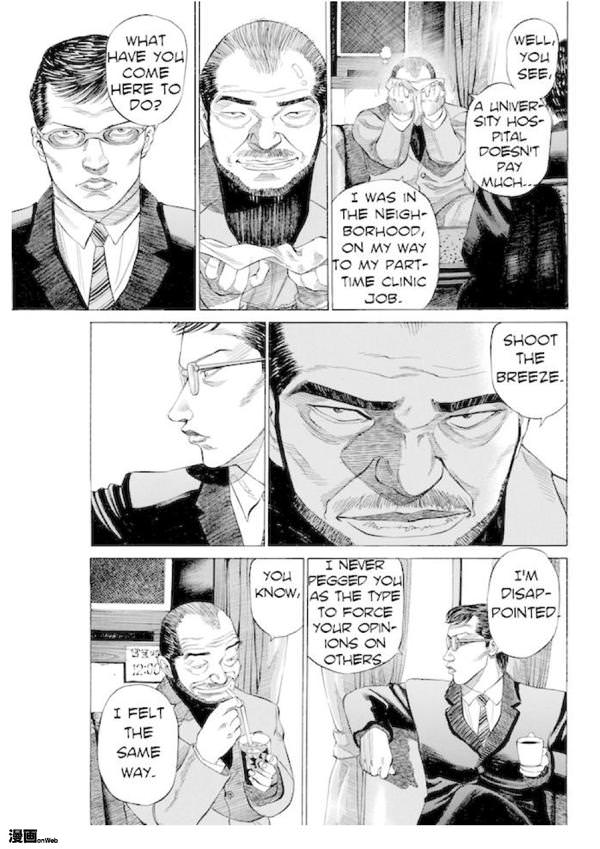 WELL,
YOU
SEE,
A UNIVER-
SITY HOS-
PITAL
DOESN'T
PAY
MUCH...
I WAS IN
THE NEIGH-
BORHOOD,
ON MY WAY
TO MY PART-
TIME CLINIC
JOB.
WHAT
HAVE YOU
COME
HERE TO
DO?
SHOOT
THE
BREEZE.
I'M
DISAP-
POINTED.
I NEVER
PEGGED YOU
AS THE TYPE
TO FORCE
YOUR OPIN-
IONS ON
OTHERS.
YOU
KNOW,
I FELT
THE
SAME
WAY.
12:00
漫画onWeb